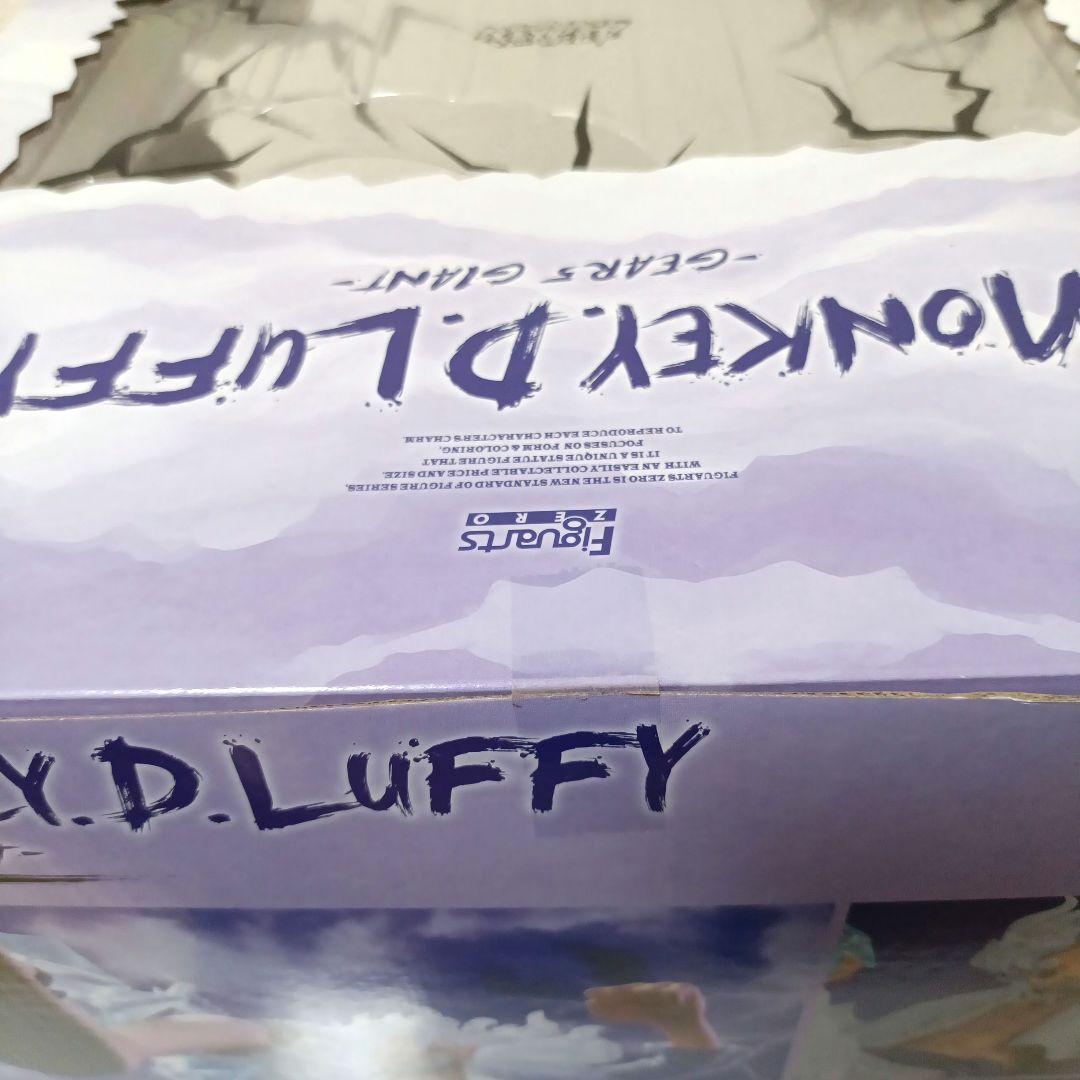 MONKEY.D.LUFFY
-GEAR5 GIANT-
FIGUARTS ZERO IS THE NEW STANDARD OF FIGURE SERIES,
WITH AN EASILY COLLECTABLE PRICE AND SIZE.
IT IS A UNIQUE STATUE FIGURE THAT
FOCUSES ON FORM & COLORING,
TO REPRODUCE EACH CHARACTERS CHARM.
Figuarts
ZERO
Y.D.LUFFY